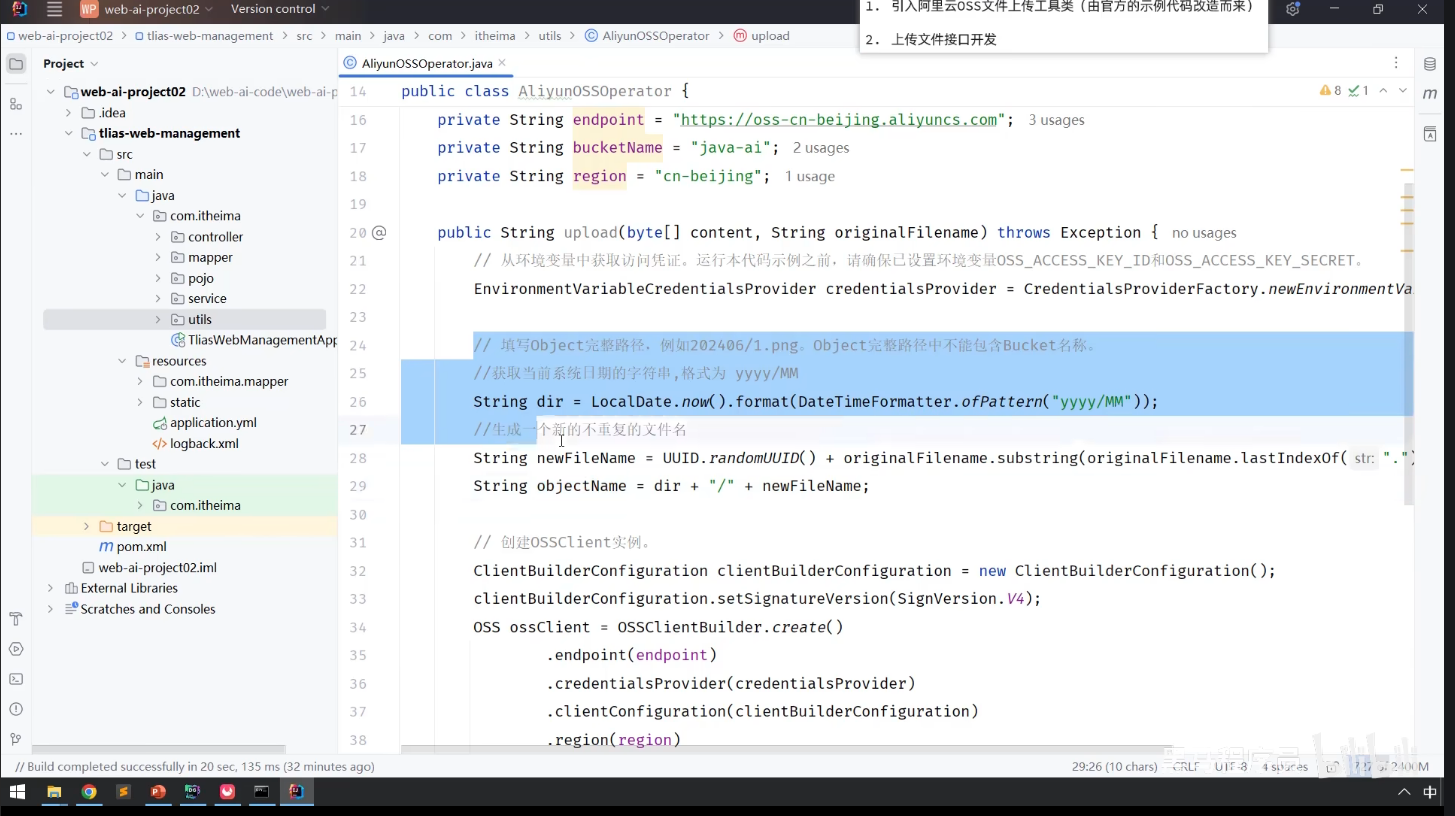 WP web-ai-project02 Version control
1. 引入阿里云OSS文件上传工具类（由官方的示例代码改造而来）
2. 上传文件接口开发
web-ai-project02 > tlias-web-management > src > main > java > com > itheima > utils > AliyunOSSOperator > upload
Project
AliyunOSSOperator.java
web-ai-project02 D:\web-ai-code\web-ai-p
.idea
tlias-web-management
src
main
java
com.itheima
controller
mapper
pojo
service
utils
TliasWebManagementApp
resources
com.itheima.mapper
static
application.yml
logback.xml
test
java
com.itheima
target
pom.xml
web-ai-project02.iml
External Libraries
Scratches and Consoles
8 1
14 public class AliyunOSSOperator {
16 private String endpoint = "https://oss-cn-beijing.aliyuncs.com"; 3 usages
17 private String bucketName = "java-ai"; 2 usages
18 private String region = "cn-beijing"; 1 usage
19
20 @ public String upload(byte[] content, String originalFilename) throws Exception { no usages
21 // 从环境变量中获取访问凭证。运行本代码示例之前，请确保已设置环境变量OSS_ACCESS_KEY_ID和OSS_ACCESS_KEY_SECRET。
22 EnvironmentVariableCredentialsProvider credentialsProvider = CredentialsProviderFactory.newEnvironmentVa
23
24 // 填写Object完整路径，例如202406/1.png。Object完整路径中不能包含Bucket名称。
25 //获取当前系统日期的字符串,格式为 yyyy/MM
26 String dir = LocalDate.now().format(DateTimeFormatter.ofPattern("yyyy/MM"));
27 //生成一个新的不重复的文件名
28 String newFileName = UUID.randomUUID() + originalFilename.substring(originalFilename.lastIndexOf( str: ".")
29 String objectName = dir + "/" + newFileName;
30
31 // 创建OSSClient实例。
32 ClientBuilderConfiguration clientBuilderConfiguration = new ClientBuilderConfiguration();
33 clientBuilderConfiguration.setSignatureVersion(SignVersion.V4);
34 OSS ossClient = OSSClientBuilder.create()
35 .endpoint(endpoint)
36 .credentialsProvider(credentialsProvider)
37 .clientConfiguration(clientBuilderConfiguration)
38 .region(region)
// Build completed successfully in 20 sec, 135 ms (32 minutes ago)
29:26 (10 chars) CRLF UTF-8 4 spaces
中